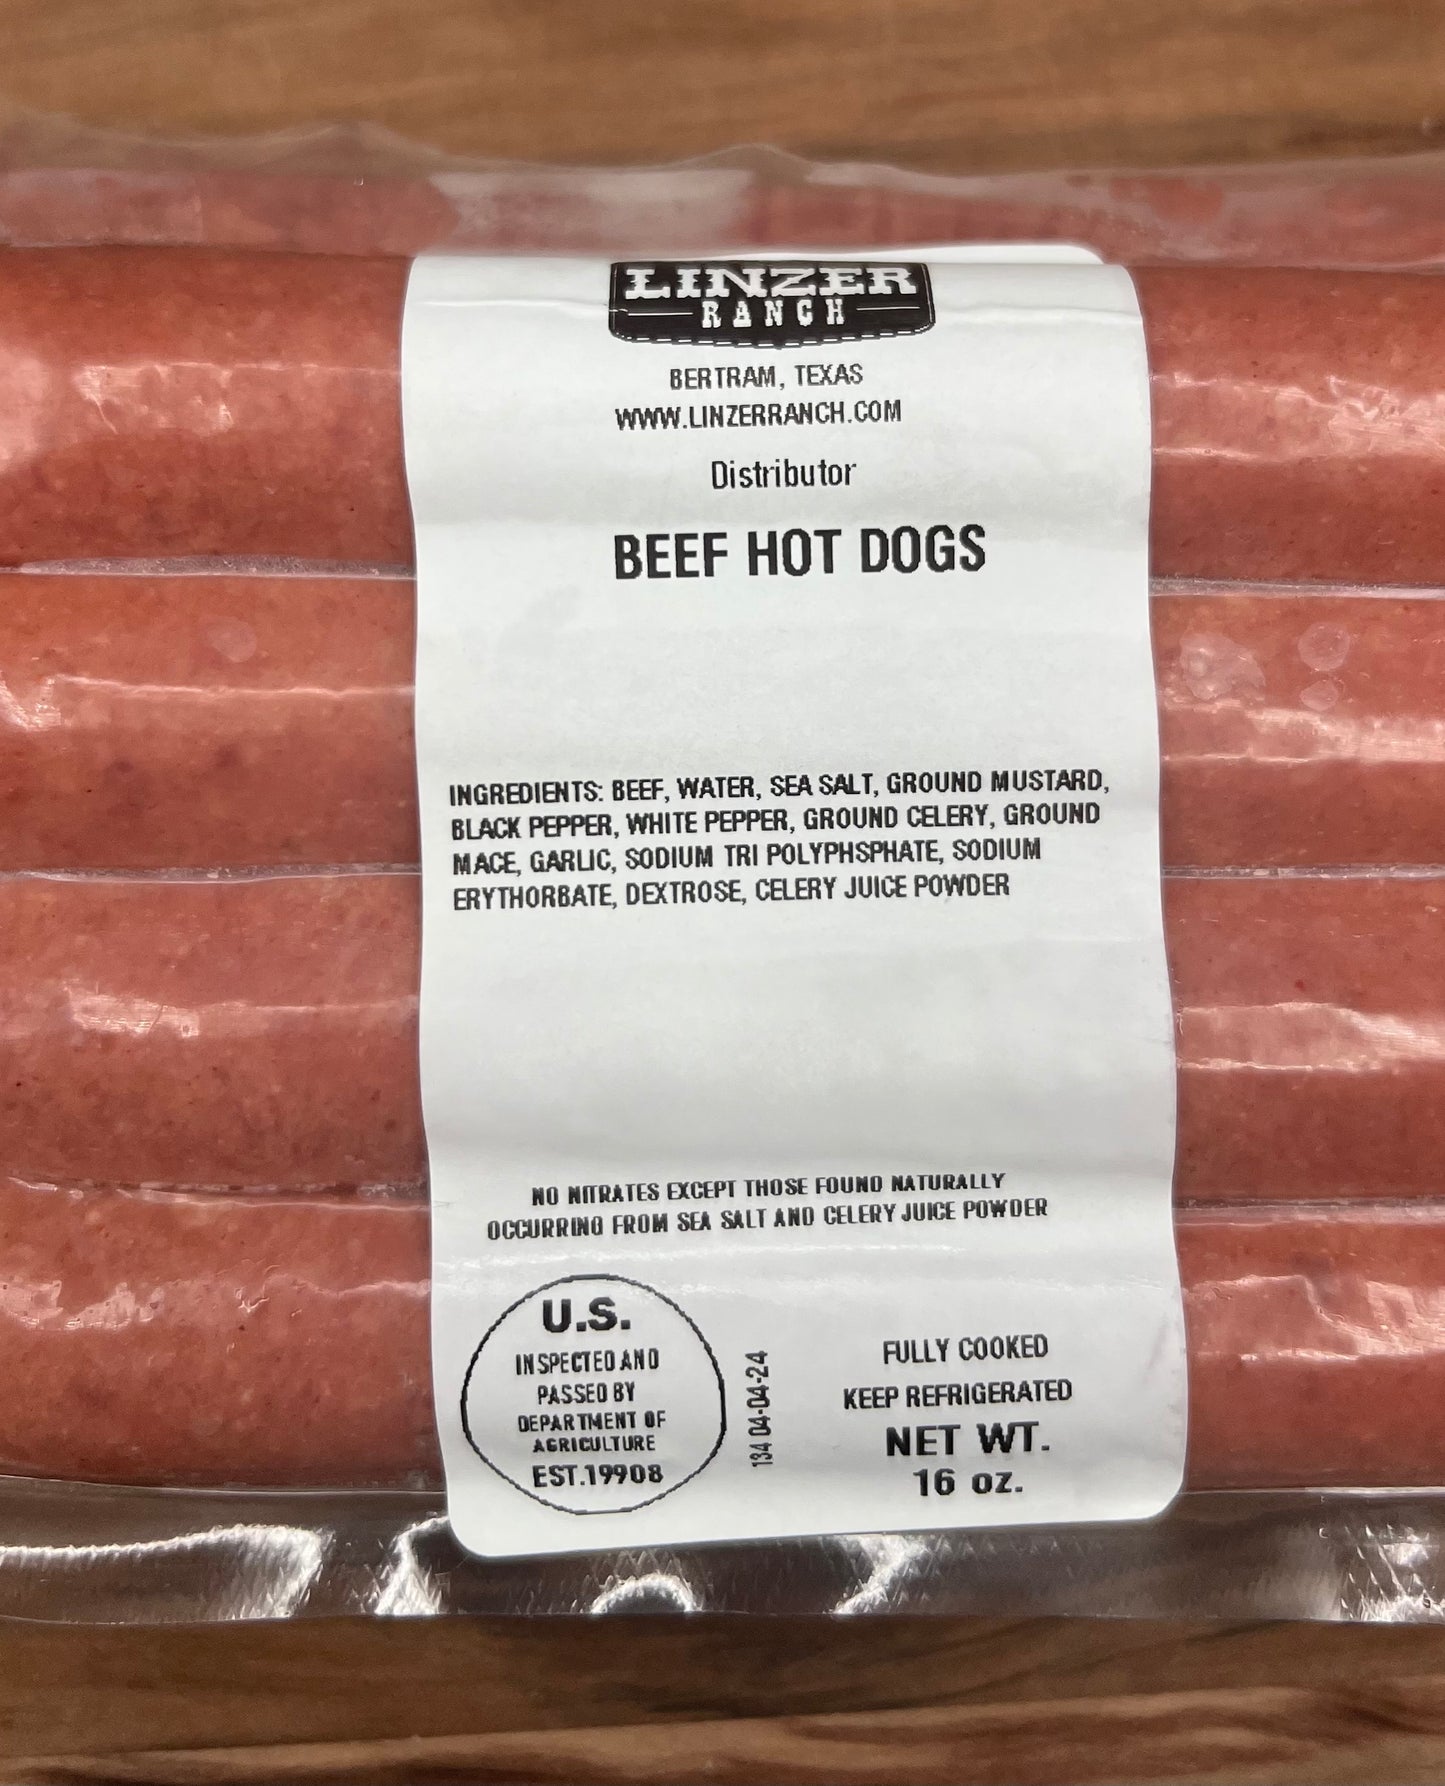 LINZER
RANCH
BERTRAM, TEXAS
WWW.LINZERRANCH.COM
Distributor
BEEF HOT DOGS
INGREDIENTS: BEEF, WATER, SEA SALT, GROUND MUSTARD,
BLACK PEPPER, WHITE PEPPER, GROUND CELERY, GROUND
MACE, GARLIC, SODIUM TRI POLYPHSPHATE, SODIUM
ERYTHORBATE, DEXTROSE, CELERY JUICE POWDER
NO NITRATES EXCEPT THOSE FOUND NATURALLY
OCCURRING FROM SEA SALT AND CELERY JUICE POWDER
U.S.
INSPECTED AND
PASSED BY
DEPARTMENT OF
AGRICULTURE
EST.19908
134 04-04-24
FULLY COOKED
KEEP REFRIGERATED
NET WT.
16 oz.